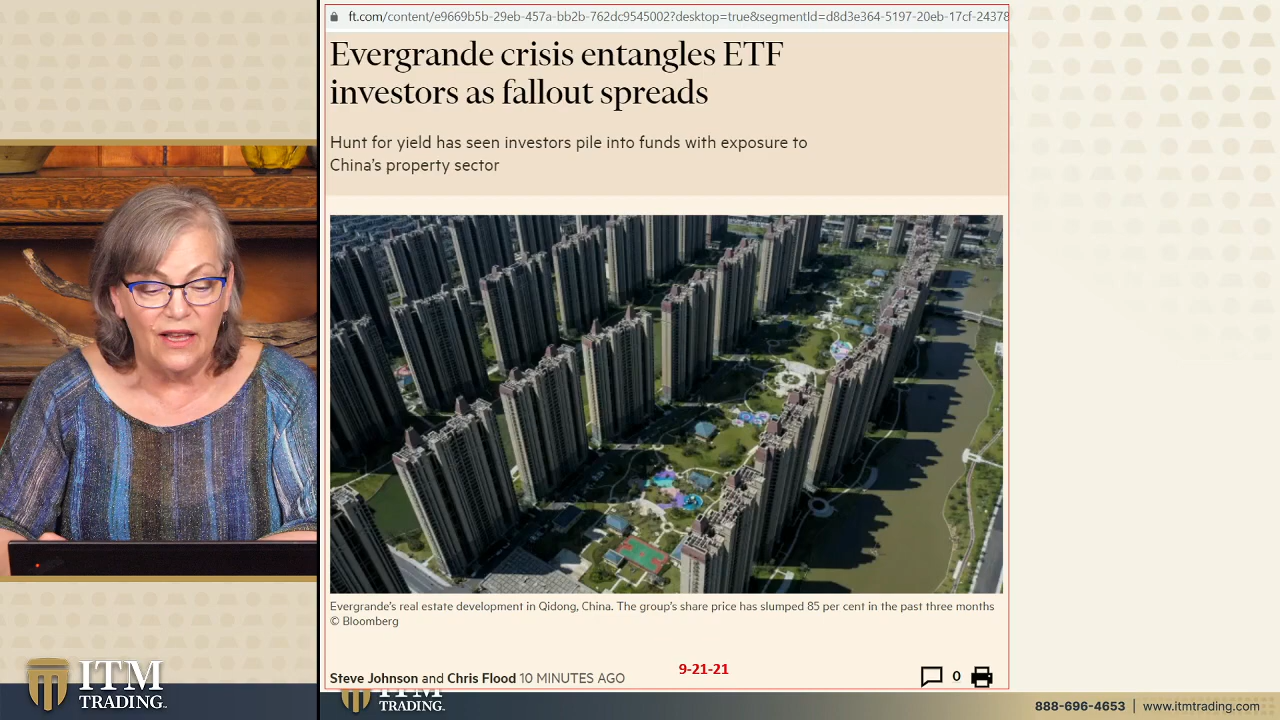 ft.com/content/e9669b5b-29eb-457a-bb2b-762dc9545002?desktop=true&segmentId=d8d3e364-5197-20eb-17cf-24378
Evergrande crisis entangles ETF
investors as fallout spreads
Hunt for yield has seen investors pile into funds with exposure to
China's property sector
Evergrande's real estate development in Qidong, China. The group's share price has slumped 85 per cent in the past three months
© Bloomberg
Steve Johnson and Chris Flood 10 MINUTES AGO
9-21-21
0
ITM
TRADING
ITM
TRADING
888-696-4653 | www.itmtrading.com